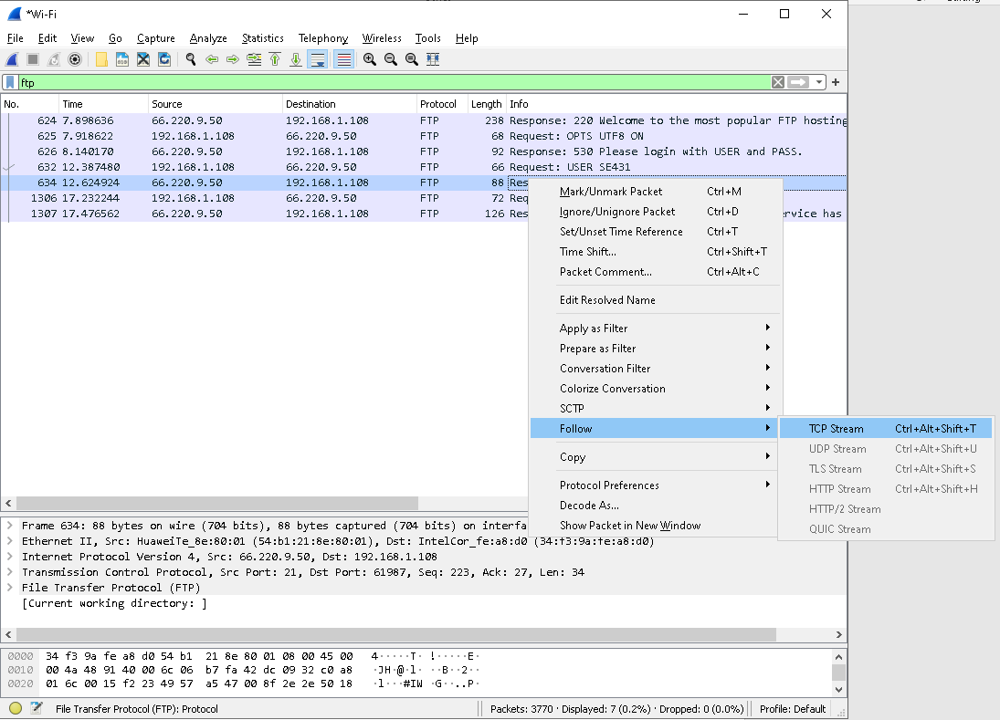 *Wi-Fi
File Edit View Go Capture Analyze Statistics Telephony Wireless Tools Help
ftp
No. Time Source Destination Protocol Length Info
624 7.898636 66.220.9.50 192.168.1.108 FTP 238 Response: 220 Welcome to the most popular FTP hosting
625 7.918622 192.168.1.108 66.220.9.50 FTP 68 Request: OPTS UTF8 ON
626 8.140170 66.220.9.50 192.168.1.108 FTP 92 Response: 530 Please login with USER and PASS.
632 12.387480 192.168.1.108 66.220.9.50 FTP 66 Request: USER SE431
634 12.624924 66.220.9.50 192.168.1.108 FTP 88 Res
1306 17.232244 192.168.1.108 66.220.9.50 FTP 72 Req
1307 17.476562 66.220.9.50 192.168.1.108 FTP 126 Res ervice has
Mark/Unmark Packet Ctrl+M
Ignore/Unignore Packet Ctrl+D
Set/Unset Time Reference Ctrl+T
Time Shift... Ctrl+Shift+T
Packet Comment... Ctrl+Alt+C
Edit Resolved Name
Apply as Filter
Prepare as Filter
Conversation Filter
Colorize Conversation
SCTP
Follow
Copy
Protocol Preferences
Decode As...
Show Packet in New Window
TCP Stream Ctrl+Alt+Shift+T
UDP Stream Ctrl+Alt+Shift+U
TLS Stream Ctrl+Alt+Shift+S
HTTP Stream Ctrl+Alt+Shift+H
HTTP/2 Stream
QUIC Stream
Frame 634: 88 bytes on wire (704 bits), 88 bytes captured (704 bits) on interfa
Ethernet II, Src: HuaweiTe_8e:80:01 (54:b1:21:8e:80:01), Dst: IntelCor_fe:a8:d0 (34:f3:9a:fe:a8:d0)
Internet Protocol Version 4, Src: 66.220.9.50, Dst: 192.168.1.108
Transmission Control Protocol, Src Port: 21, Dst Port: 61987, Seq: 223, Ack: 27, Len: 34
File Transfer Protocol (FTP)
[Current working directory: ]
0000 34 f3 9a fe a8 d0 54 b1 21 8e 80 01 08 00 45 00 4·····T· !·····E·
0010 00 4a 48 91 40 00 6c 06 b7 fa 42 dc 09 32 c0 a8 ·JH·@·l· ··B··2··
0020 01 6c 00 15 f2 23 49 57 a5 47 00 8f 2e 2e 50 18 ·l···#IW ·G··..P·
File Transfer Protocol (FTP): Protocol
Packets: 3770 · Displayed: 7 (0.2%) · Dropped: 0 (0.0%)
Profile: Default